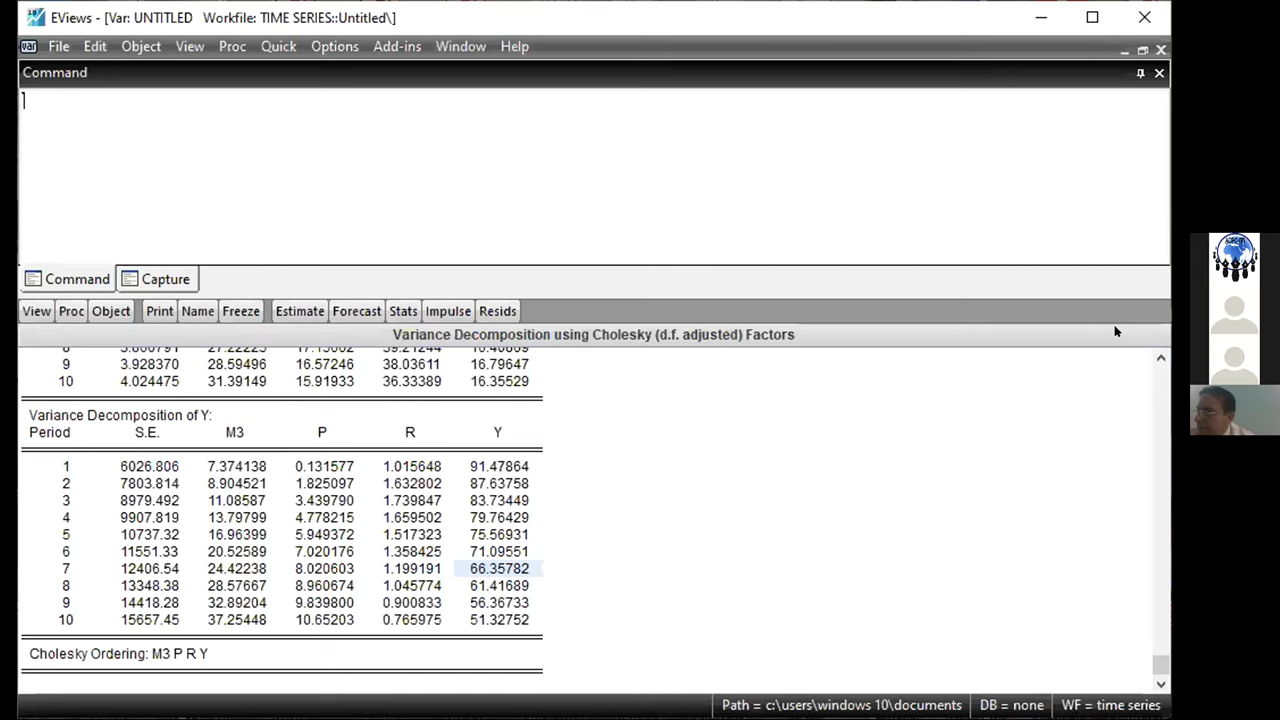 EViews - [Var: UNTITLED Workfile: TIME SERIES::Untitled\]
var File Edit Object View Proc Quick Options Add-ins Window Help
Command
Command Capture
View Proc Object Print Name Freeze Estimate Forecast Stats Impulse Resids
Variance Decomposition using Cholesky (d.f. adjusted) Factors
9 3.928370 28.59496 16.57246 38.03611 16.79647
10 4.024475 31.39149 15.91933 36.33389 16.35529
Variance Decomposition of Y:
Period S.E. M3 P R Y
1 6026.806 7.374138 0.131577 1.015648 91.47864
2 7803.814 8.904521 1.825097 1.632802 87.63758
3 8979.492 11.08587 3.439790 1.739847 83.73449
4 9907.819 13.79799 4.778215 1.659502 79.76429
5 10737.32 16.96399 5.949372 1.517323 75.56931
6 11551.33 20.52589 7.020176 1.358425 71.09551
7 12406.54 24.42238 8.020603 1.199191 66.35782
8 13348.38 28.57667 8.960674 1.045774 61.41689
9 14418.28 32.89204 9.839800 0.900833 56.36733
10 15657.45 37.25448 10.65203 0.765975 51.32752
Cholesky Ordering: M3 P R Y
Path = c:\users\windows 10\documents DB = none WF = time series